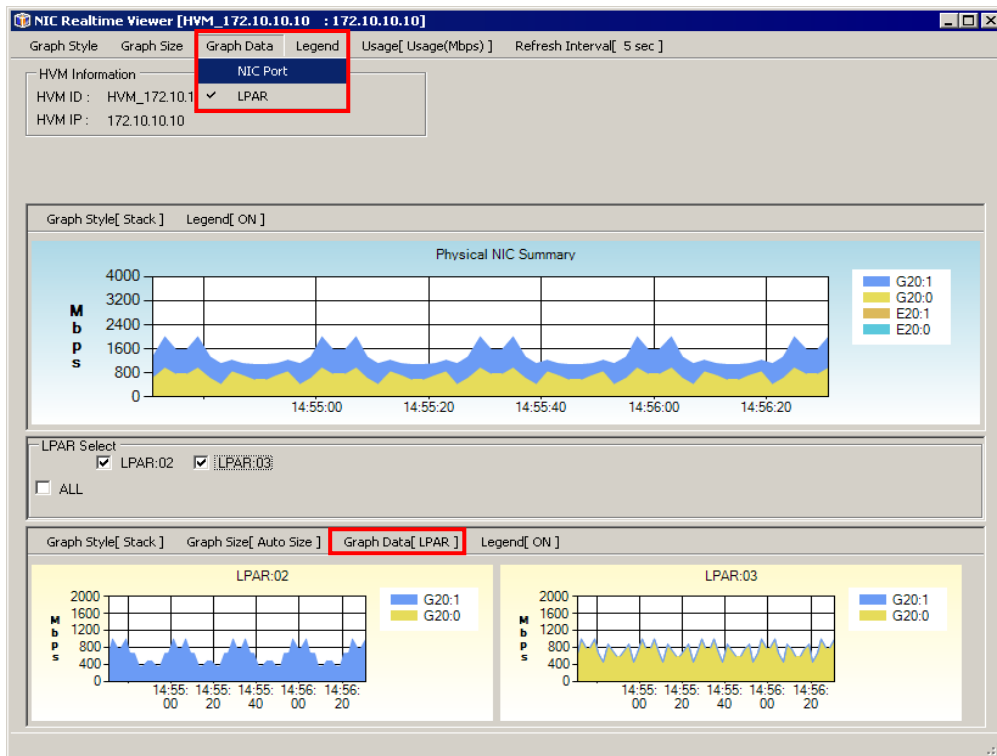 NIC Realtime Viewer [HVM_172.10.10.10 : 172.10.10.10]
Graph Style Graph Size Graph Data Legend Usage[ Usage(Mbps) ] Refresh Interval[ 5 sec ]
NIC Port
✓ LPAR
HVM Information
HVM ID : HVM_172.10.1
HVM IP : 172.10.10.10
Graph Style[ Stack ] Legend[ ON ]
Physical NIC Summary
Mbps
4000
3200
2400
1600
800
0
14:55:00 14:55:20 14:55:40 14:56:00 14:56:20
G20:1
G20:0
E20:1
E20:0
LPAR Select
LPAR:02 LPAR:03
ALL
Graph Style[ Stack ] Graph Size[ Auto Size ] Graph Data[ LPAR ] Legend[ ON ]
LPAR:02
Mbps
2000
1600
1200
800
400
0
14:55:00 14:55:20 14:55:40 14:56:00 14:56:20
G20:1
G20:0
LPAR:03
Mbps
2000
1600
1200
800
400
0
14:55:00 14:55:20 14:55:40 14:56:00 14:56:20
G20:1
G20:0